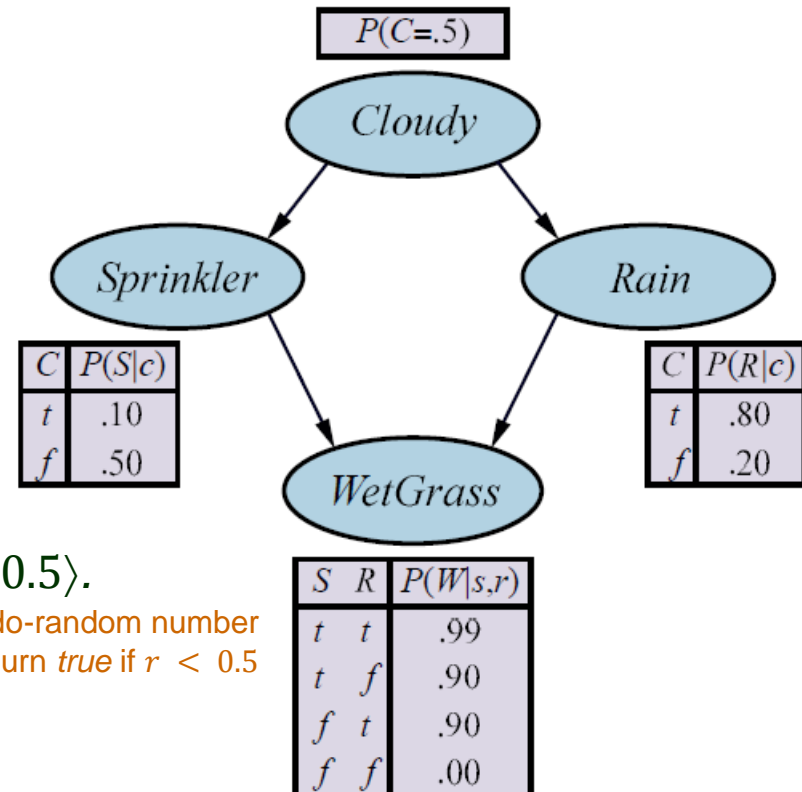 P(C=.5)
Cloudy
Sprinkler
Rain
C P(S|c)
t .10
f .50
C P(R|c)
t .80
f .20
WetGrass
0.5⟩.
do-random number
urn true if r < 0.5
S R P(W|s,r)
t t .99
t f .90
f t .90
f f .00